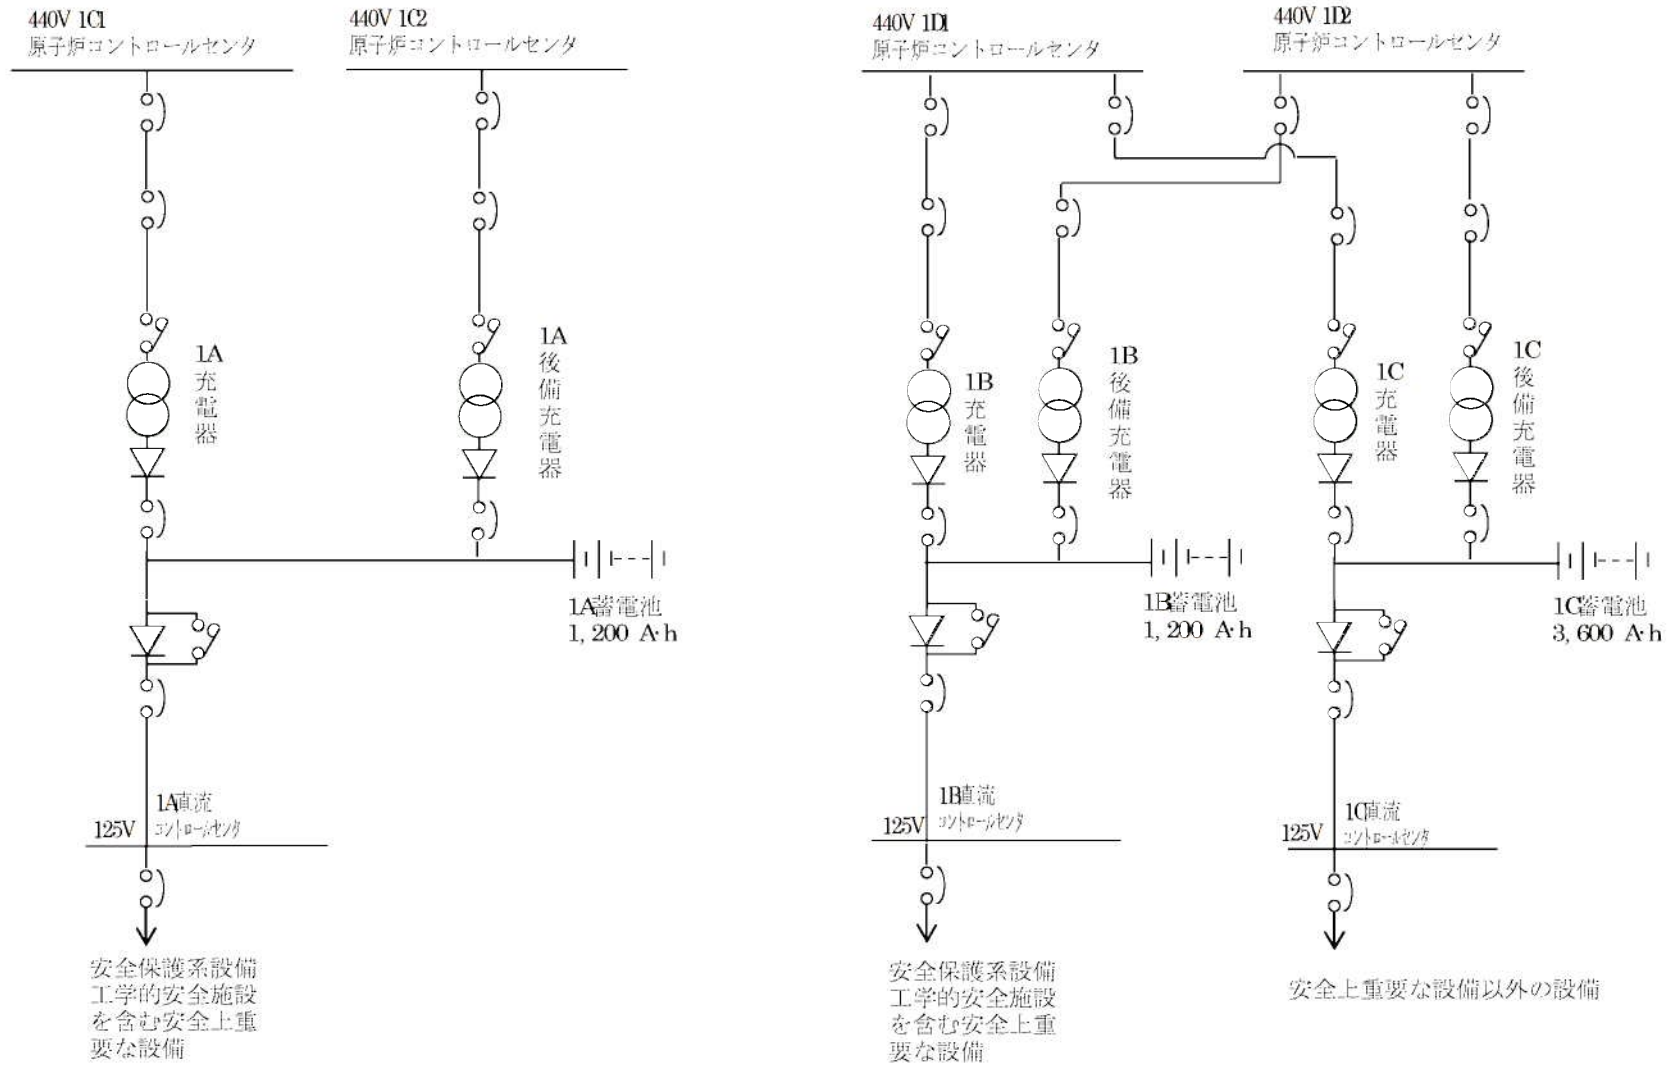 440V 1C1
原子炉コントロールセンタ
440V 1C2
原子炉コントロールセンタ
440V 1D1
原子炉コントロールセンタ
440V 1D2
原子炉コントロールセンタ
1A
充
電
器
1A
後
備
充
電
器
1B
充
電
器
1B
後
備
充
電
器
1C
充
電
器
1C
後
備
充
電
器
1A蓄電池
1,200 A·h
1B蓄電池
1,200 A·h
1C蓄電池
3,600 A·h
1A直流
125V コントロールセンタ
1B直流
125V コントロールセンタ
1C直流
125V コントロールセンタ
安全保護系設備
工学的安全施設
を含む安全上重
要な設備
安全保護系設備
工学的安全施設
を含む安全上重
要な設備
安全上重要な設備以外の設備